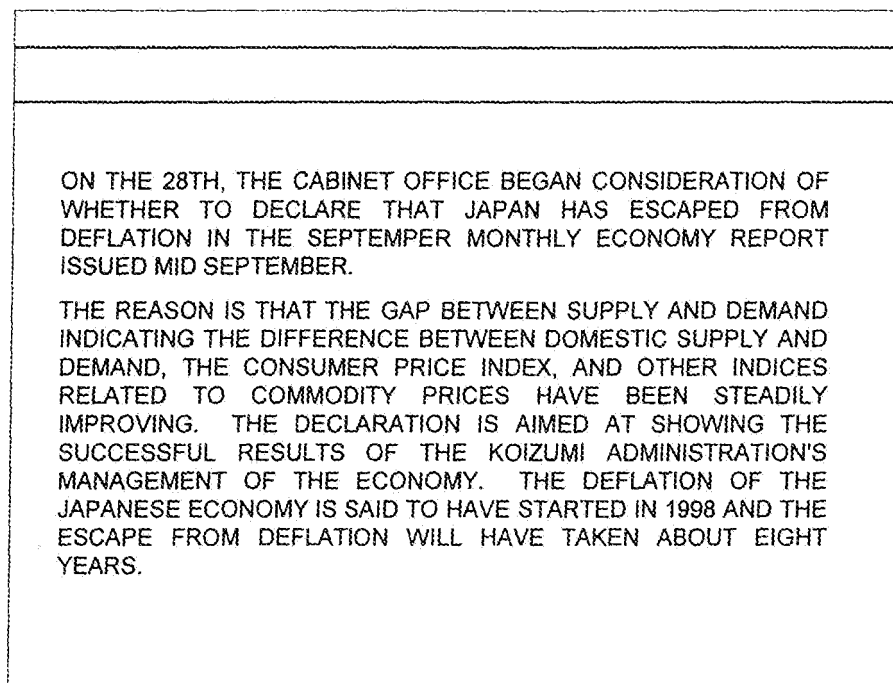 ON THE 28TH, THE CABINET OFFICE BEGAN CONSIDERATION OF
WHETHER TO DECLARE THAT JAPAN HAS ESCAPED FROM
DEFLATION IN THE SEPTEMPER MONTHLY ECONOMY REPORT
ISSUED MID SEPTEMBER.
THE REASON IS THAT THE GAP BETWEEN SUPPLY AND DEMAND
INDICATING THE DIFFERENCE BETWEEN DOMESTIC SUPPLY AND
DEMAND, THE CONSUMER PRICE INDEX, AND OTHER INDICES
RELATED TO COMMODITY PRICES HAVE BEEN STEADILY
IMPROVING. THE DECLARATION IS AIMED AT SHOWING THE
SUCCESSFUL RESULTS OF THE KOIZUMI ADMINISTRATION'S
MANAGEMENT OF THE ECONOMY. THE DEFLATION OF THE
JAPANESE ECONOMY IS SAID TO HAVE STARTED IN 1998 AND THE
ESCAPE FROM DEFLATION WILL HAVE TAKEN ABOUT EIGHT
YEARS.